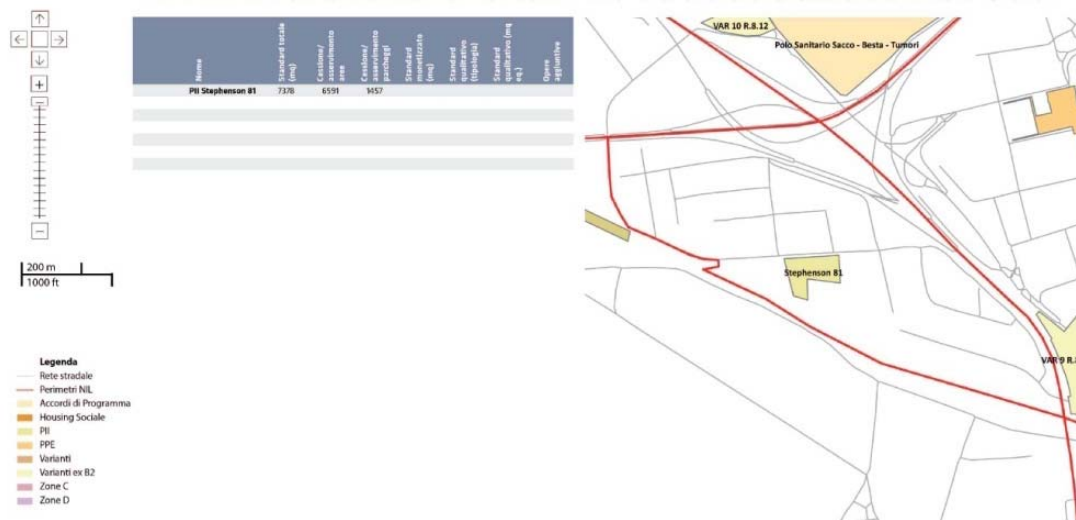 Nome
Standard totale (mq)
Cessione/ asservimento aree
Cessione/ asservimento parcheggi
Standard monetizzato (mq)
Standard qualitativo (tipologia)
Standard qualitativo (mq eq.)
Opere aggiuntive
PII Stephenson 81 7378 6591 1457
VAR 10 R.8.12
Polo Sanitario Sacco - Besta - Tumori
Stephenson 81
VAR 9 R.
200 m
1000 ft
Legenda
Rete stradale
Perimetri NIL
Accordi di Programma
Housing Sociale
PII
PPE
Varianti
Varianti ex B2
Zone C
Zone D